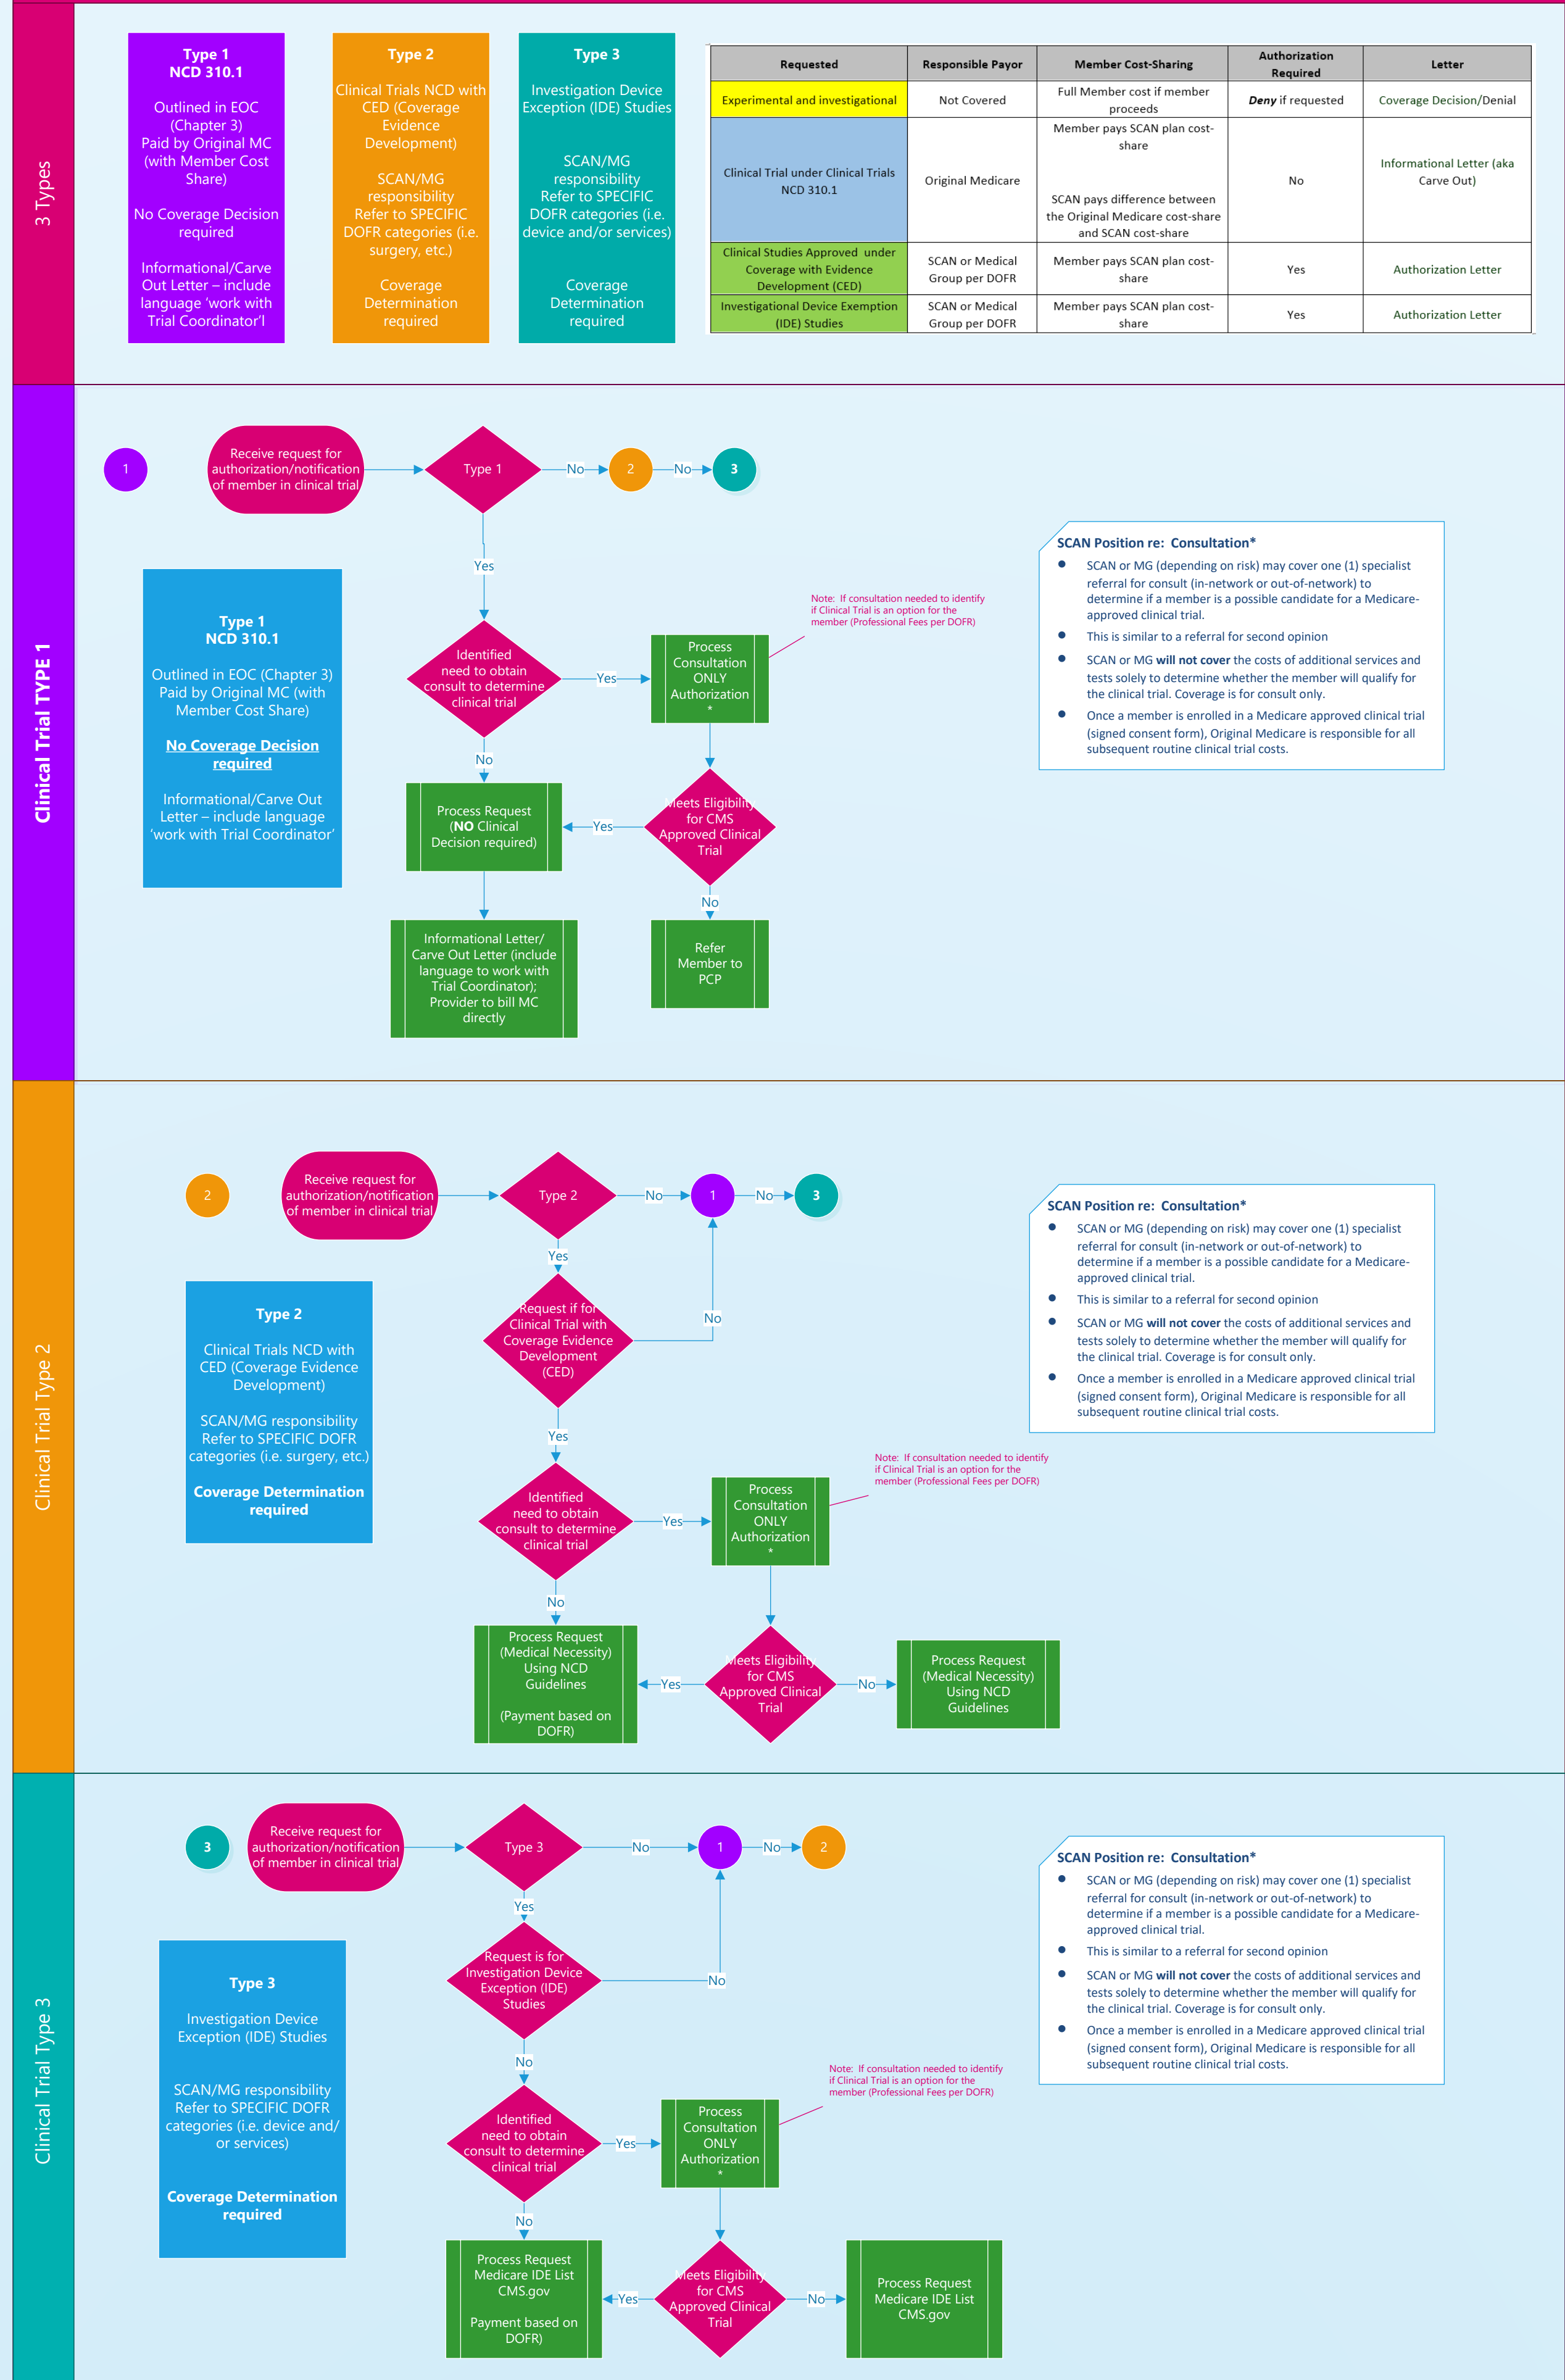 3 Types
Type 1
NCD 310.1
Outlined in EOC
(Chapter 3)
Paid by Original MC
(with Member Cost
Share)
No Coverage Decision
required
Informational/Carve
Out Letter – include
language ‘work with
Trial Coordinator’l
Type 2
Clinical Trials NCD with
CED (Coverage
Evidence
Development)
SCAN/MG
responsibility
Refer to SPECIFIC
DOFR categories (i.e.
surgery, etc.)
Coverage
Determination
required
Type 3
Investigation Device
Exception (IDE) Studies
SCAN/MG
responsibility
Refer to SPECIFIC
DOFR categories (i.e.
device and/or services)
Coverage
Determination
required
Requested
Responsible Payor
Member Cost-Sharing
Authorization
Required
Letter
Experimental and investigational
Not Covered
Full Member cost if member
proceeds
Deny if requested
Coverage Decision/Denial
Clinical Trial under Clinical Trials
NCD 310.1
Original Medicare
Member pays SCAN plan cost-
share
SCAN pays difference between
the Original Medicare cost-share
and SCAN cost-share
No
Informational Letter (aka
Carve Out)
Clinical Studies Approved under
Coverage with Evidence
Development (CED)
SCAN or Medical
Group per DOFR
Member pays SCAN plan cost-
share
Yes
Authorization Letter
Investigational Device Exemption
(IDE) Studies
SCAN or Medical
Group per DOFR
Member pays SCAN plan cost-
share
Yes
Authorization Letter
Clinical Trial TYPE 1
1
Receive request for
authorization/notification
of member in clinical trial
Type 1
No
2
No
3
Yes
Type 1
NCD 310.1
Outlined in EOC (Chapter 3)
Paid by Original MC (with
Member Cost Share)
No Coverage Decision
required
Informational/Carve Out
Letter – include language
‘work with Trial Coordinator’
Identified
need to obtain
consult to determine
clinical trial
Yes
Process
Consultation
ONLY
Authorization
*
Note: If consultation needed to identify
if Clinical Trial is an option for the
member (Professional Fees per DOFR)
No
Process Request
(NO Clinical
Decision required)
Yes
Meets Eligibility
for CMS
Approved Clinical
Trial
No
Informational Letter/
Carve Out Letter (include
language to work with
Trial Coordinator);
Provider to bill MC
directly
Refer
Member to
PCP
SCAN Position re: Consultation*
● SCAN or MG (depending on risk) may cover one (1) specialist
referral for consult (in-network or out-of-network) to
determine if a member is a possible candidate for a Medicare-
approved clinical trial.
● This is similar to a referral for second opinion
● SCAN or MG will not cover the costs of additional services and
tests solely to determine whether the member will qualify for
the clinical trial. Coverage is for consult only.
● Once a member is enrolled in a Medicare approved clinical trial
(signed consent form), Original Medicare is responsible for all
subsequent routine clinical trial costs.
Clinical Trial Type 2
2
Receive request for
authorization/notification
of member in clinical trial
Type 2
No
1
No
3
Yes
Type 2
Clinical Trials NCD with
CED (Coverage Evidence
Development)
SCAN/MG responsibility
Refer to SPECIFIC DOFR
categories (i.e. surgery, etc.)
Coverage Determination
required
Request if for
Clinical Trial with
Coverage Evidence
Development
(CED)
No
Yes
Identified
need to obtain
consult to determine
clinical trial
Yes
Process
Consultation
ONLY
Authorization
*
Note: If consultation needed to identify
if Clinical Trial is an option for the
member (Professional Fees per DOFR)
No
Process Request
(Medical Necessity)
Using NCD
Guidelines
(Payment based on
DOFR)
Yes
Meets Eligibility
for CMS
Approved Clinical
Trial
No
Process Request
(Medical Necessity)
Using NCD
Guidelines
SCAN Position re: Consultation*
● SCAN or MG (depending on risk) may cover one (1) specialist
referral for consult (in-network or out-of-network) to
determine if a member is a possible candidate for a Medicare-
approved clinical trial.
● This is similar to a referral for second opinion
● SCAN or MG will not cover the costs of additional services and
tests solely to determine whether the member will qualify for
the clinical trial. Coverage is for consult only.
● Once a member is enrolled in a Medicare approved clinical trial
(signed consent form), Original Medicare is responsible for all
subsequent routine clinical trial costs.
Clinical Trial Type 3
3
Receive request for
authorization/notification
of member in clinical trial
Type 3
No
1
No
2
Yes
Type 3
Investigation Device
Exception (IDE) Studies
SCAN/MG responsibility
Refer to SPECIFIC DOFR
categories (i.e. device and/
or services)
Coverage Determination
required
Request is for
Investigation Device
Exception (IDE)
Studies
No
No
Identified
need to obtain
consult to determine
clinical trial
Yes
Process
Consultation
ONLY
Authorization
*
Note: If consultation needed to identify
if Clinical Trial is an option for the
member (Professional Fees per DOFR)
No
Process Request
Medicare IDE List
CMS.gov
Payment based on
DOFR)
Yes
Meets Eligibility
for CMS
Approved Clinical
Trial
No
Process Request
Medicare IDE List
CMS.gov
SCAN Position re: Consultation*
● SCAN or MG (depending on risk) may cover one (1) specialist
referral for consult (in-network or out-of-network) to
determine if a member is a possible candidate for a Medicare-
approved clinical trial.
● This is similar to a referral for second opinion
● SCAN or MG will not cover the costs of additional services and
tests solely to determine whether the member will qualify for
the clinical trial. Coverage is for consult only.
● Once a member is enrolled in a Medicare approved clinical trial
(signed consent form), Original Medicare is responsible for all
subsequent routine clinical trial costs.